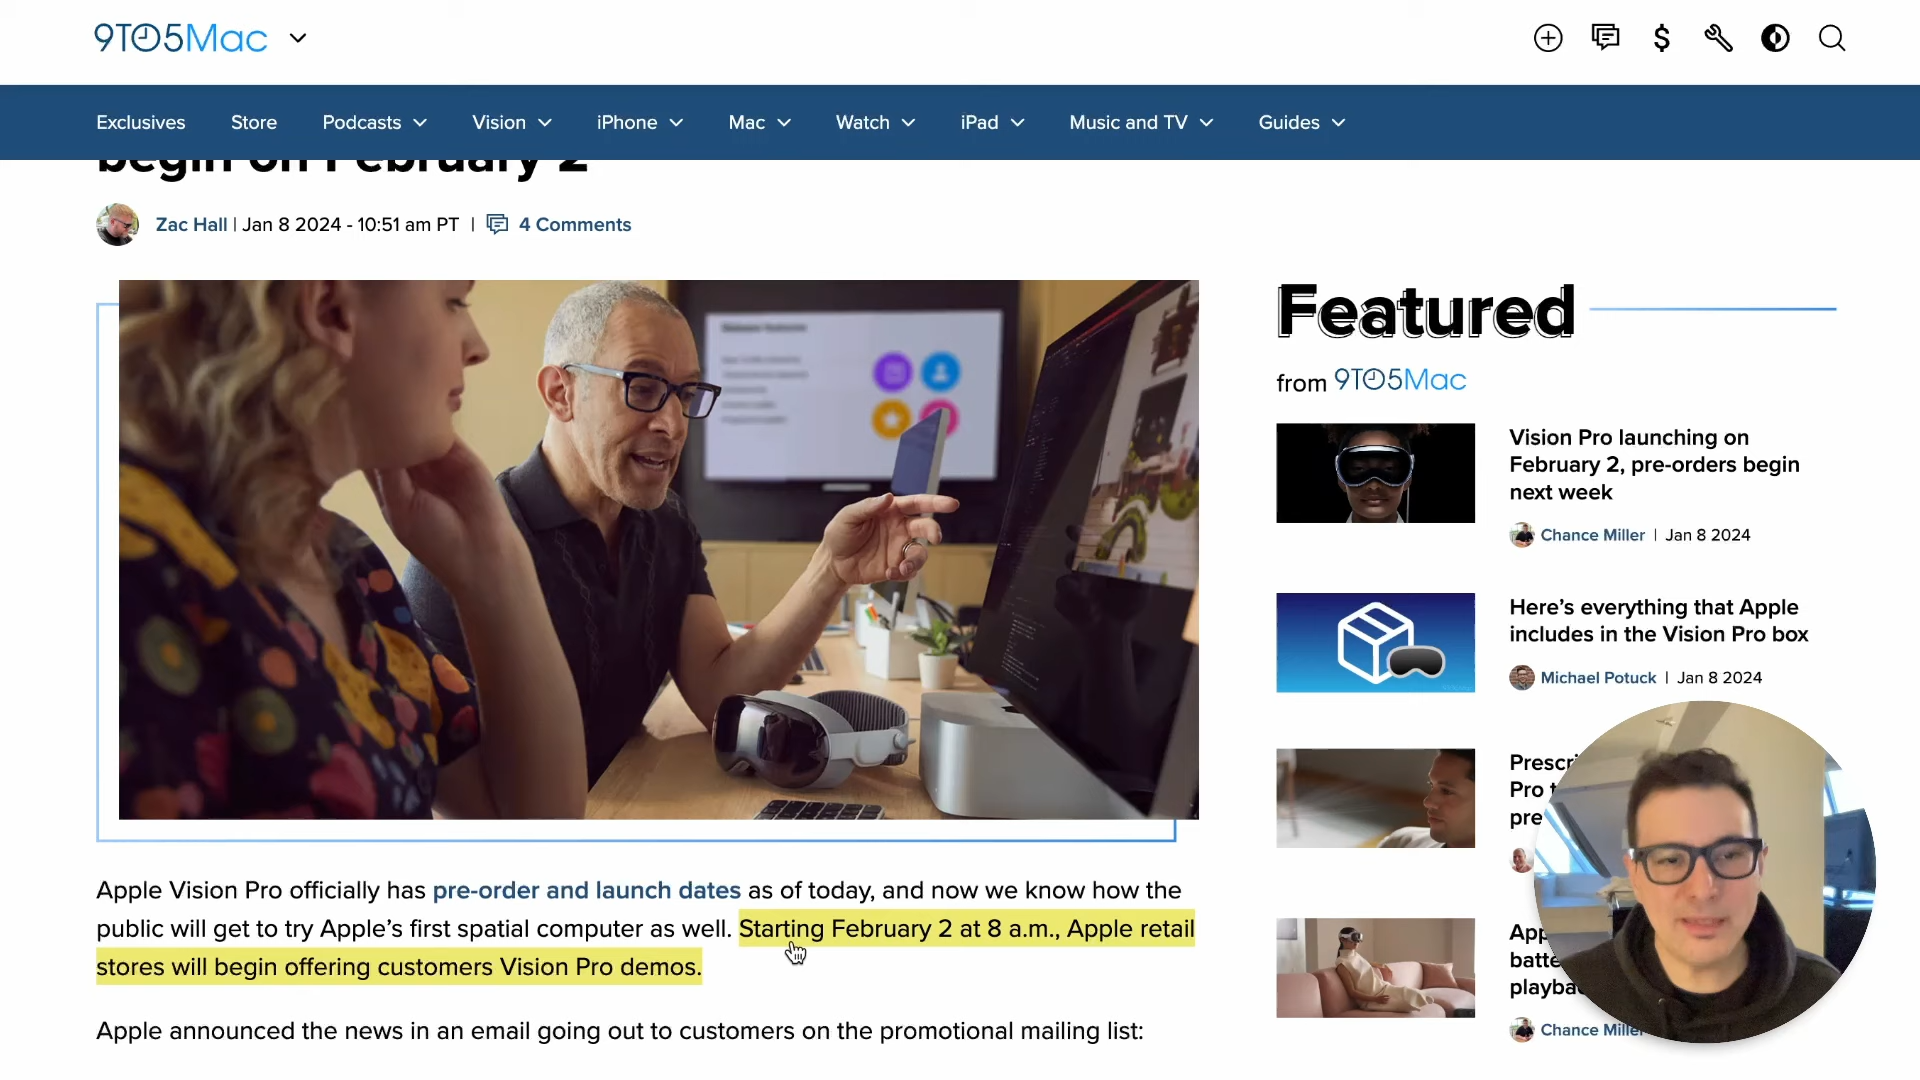 9TO5Mac
Exclusives Store Podcasts Vision iPhone Mac Watch iPad Music and TV Guides
begin on February 2
Zac Hall | Jan 8 2024 - 10:51 am PT | 4 Comments
Featured
from 9TO5Mac
Vision Pro launching on
February 2, pre-orders begin
next week
Chance Miller | Jan 8 2024
Here’s everything that Apple
includes in the Vision Pro box
Michael Potuck | Jan 8 2024
Pro
Chance Miller
Apple Vision Pro officially has pre-order and launch dates as of today, and now we know how the
public will get to try Apple’s first spatial computer as well. Starting February 2 at 8 a.m., Apple retail
stores will begin offering customers Vision Pro demos.
Apple announced the news in an email going out to customers on the promotional mailing list: